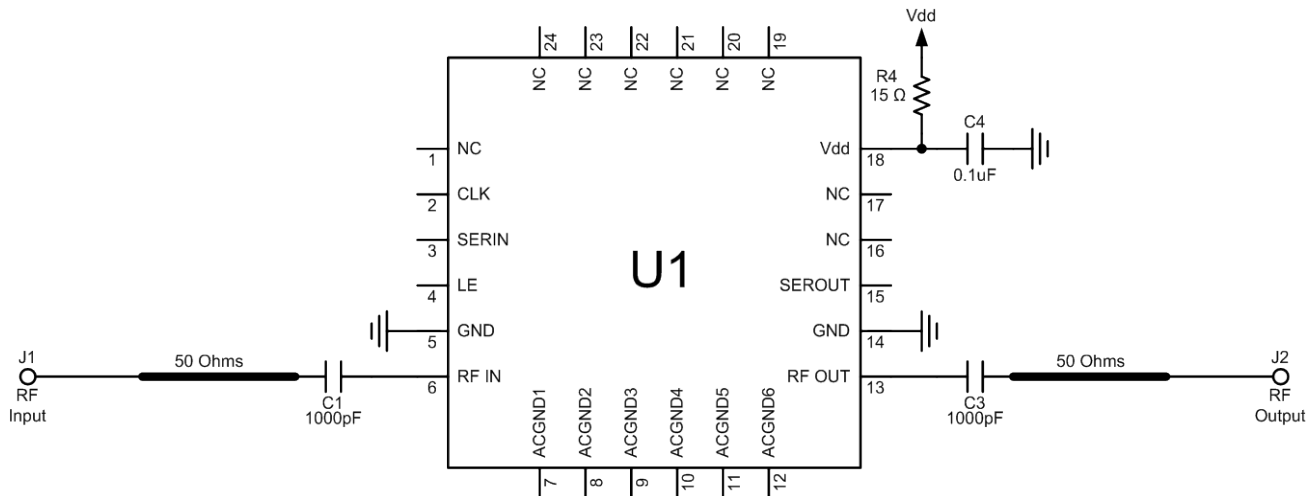 24 23 22 21 20 19
NC NC NC NC NC NC
Vdd
R4
15 Ω
C4
0.1uF
1 NC
2 CLK
3 SERIN
4 LE
5 GND
6 RF IN
U1
Vdd 18
NC 17
NC 16
SEROUT 15
GND 14
RF OUT 13
J1
RF
Input
50 Ohms
C1
1000pF
C3
1000pF
50 Ohms
J2
RF
Output
ACGND1 ACGND2 ACGND3 ACGND4 ACGND5 ACGND6
7 8 9 10 11 12